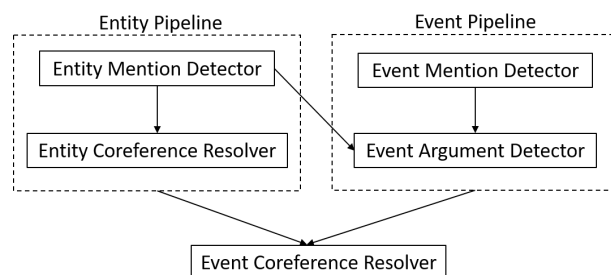 Entity Pipeline
Entity Mention Detector
Entity Coreference Resolver
Event Pipeline
Event Mention Detector
Event Argument Detector
Event Coreference Resolver